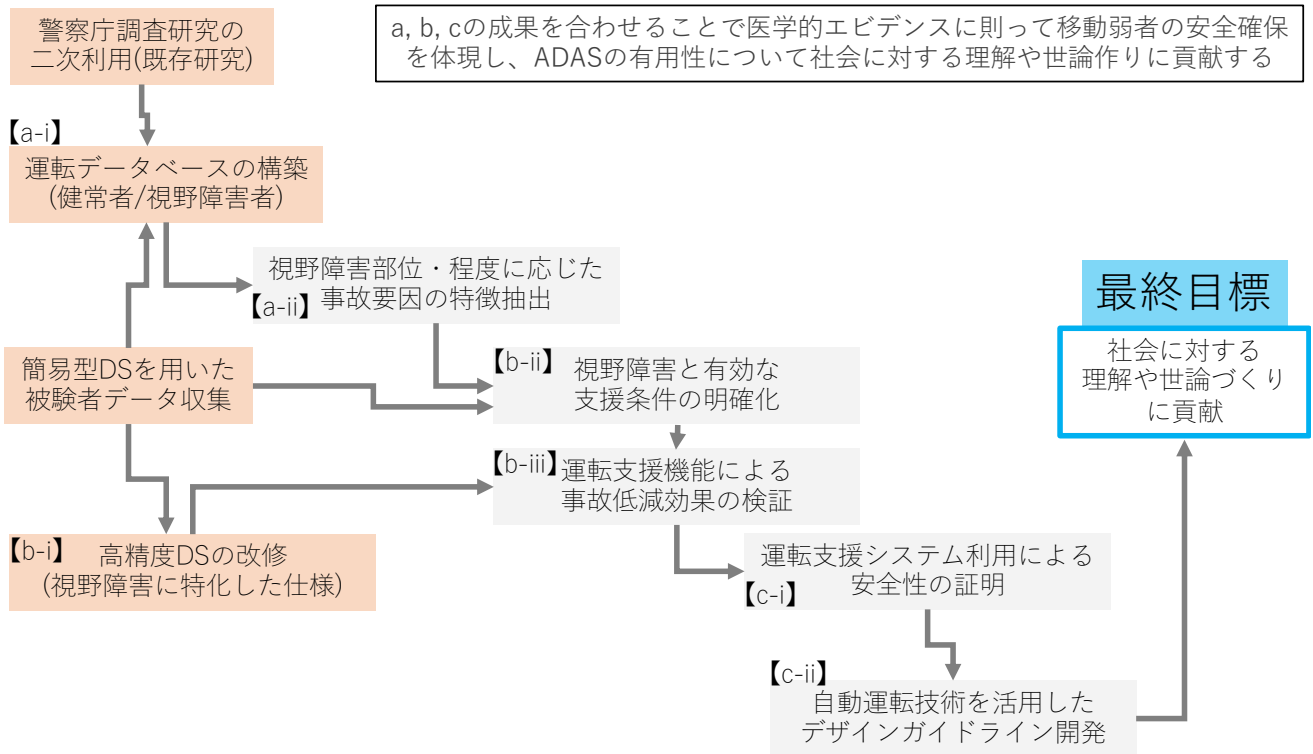 警察庁調査研究の
二次利用(既存研究)
a, b, cの成果を合わせることで医学的エビデンスに則って移動弱者の安全確保
を体現し、ADASの有用性について社会に対する理解や世論作りに貢献する
【a-i】
運転データベースの構築
(健常者/視野障害者)
視野障害部位・程度に応じた
事故要因の特徴抽出
【a-ii】
最終目標
社会に対する
理解や世論づくり
に貢献
簡易型DSを用いた
被験者データ収集
【b-ii】
視野障害と有効な
支援条件の明確化
【b-iii】
運転支援機能による
事故低減効果の検証
【b-i】
高精度DSの改修
(視野障害に特化した仕様)
運転支援システム利用による
安全性の証明
【c-i】
【c-ii】
自動運転技術を活用した
デザインガイドライン開発